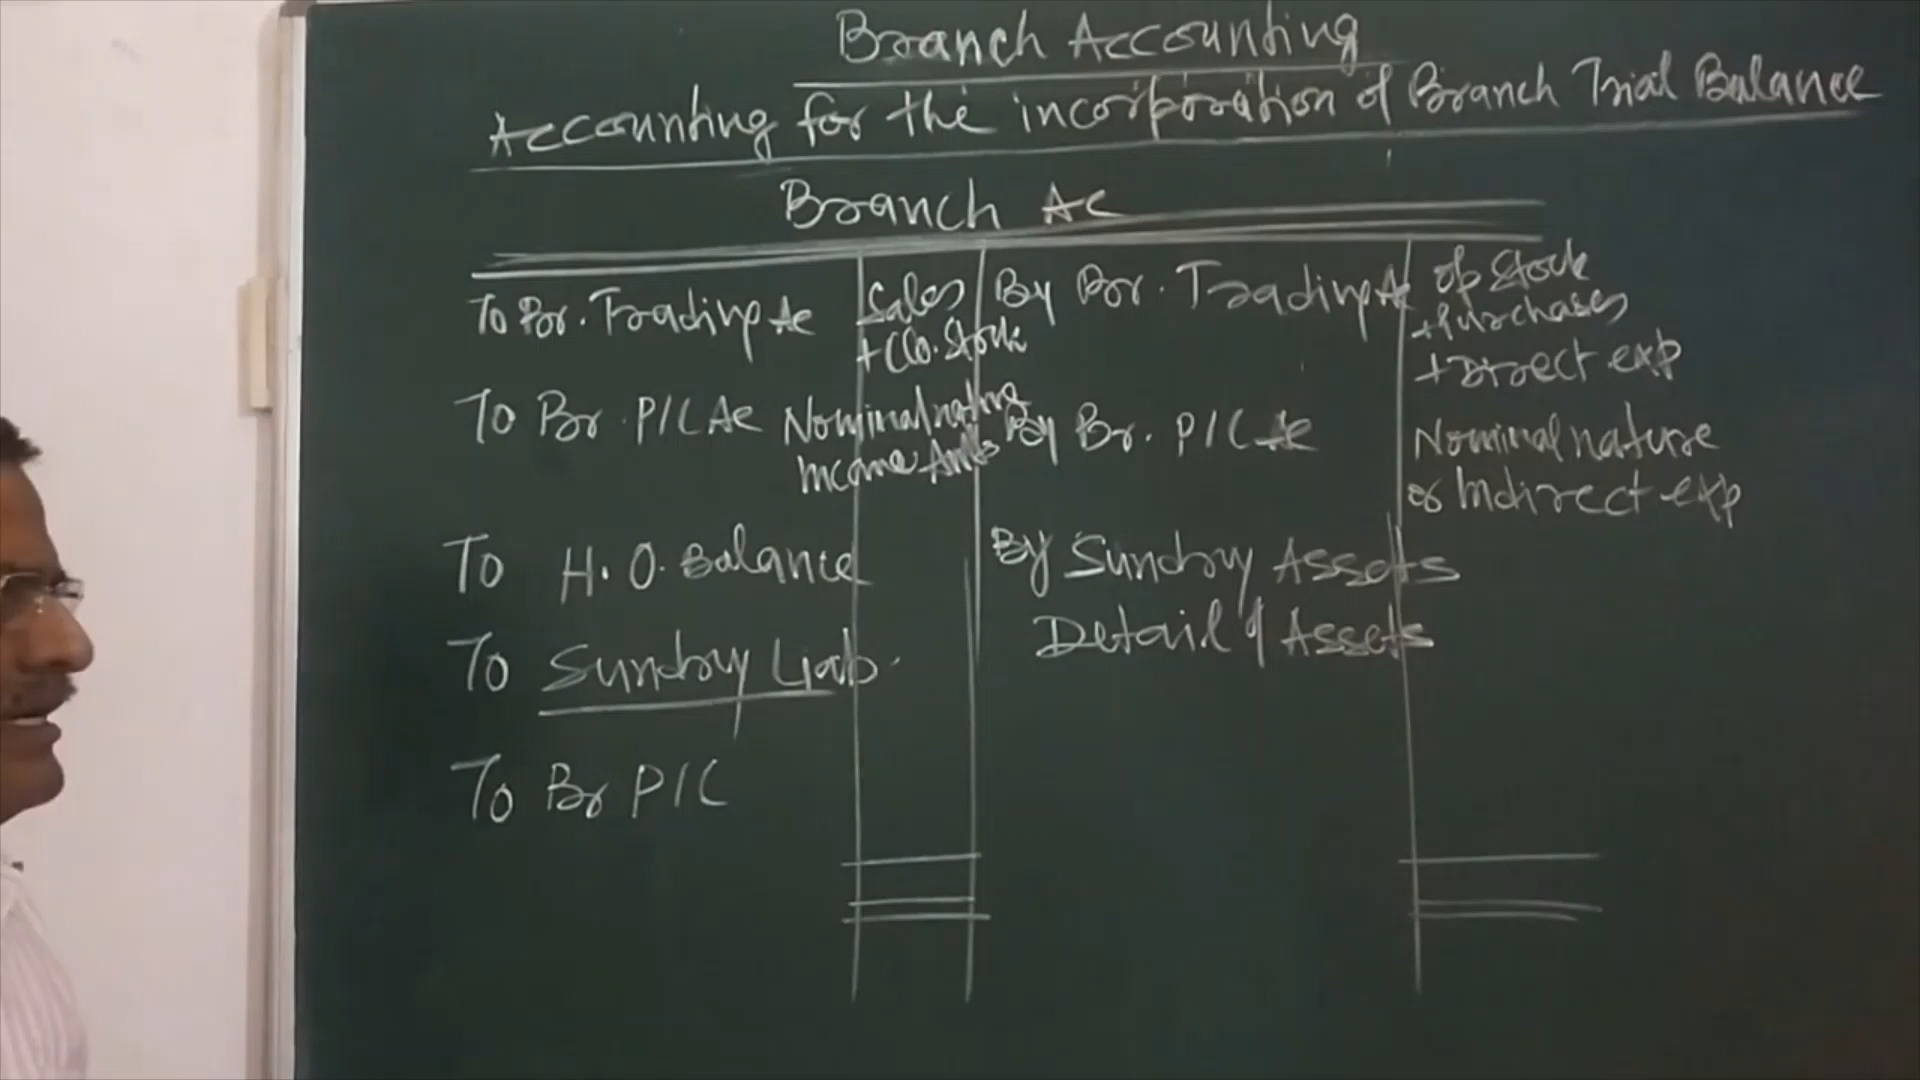 Branch Accounting
Accounting for the incorporation of Branch Trial Balance
Branch Ac
To Br. Trading Ac
Sales
+ Clo. Stock
By Br. Trading Ac
Op Stock
+ Purchases
+ Direct exp
To Br. P/L Ac
Nominal nature
Income Amts
By Br. P/L Ac
Nominal nature
or Indirect exp
To H.O. Balance
By Sundry Assets
To Sundry Liab.
Detail of Assets
To Br P/L